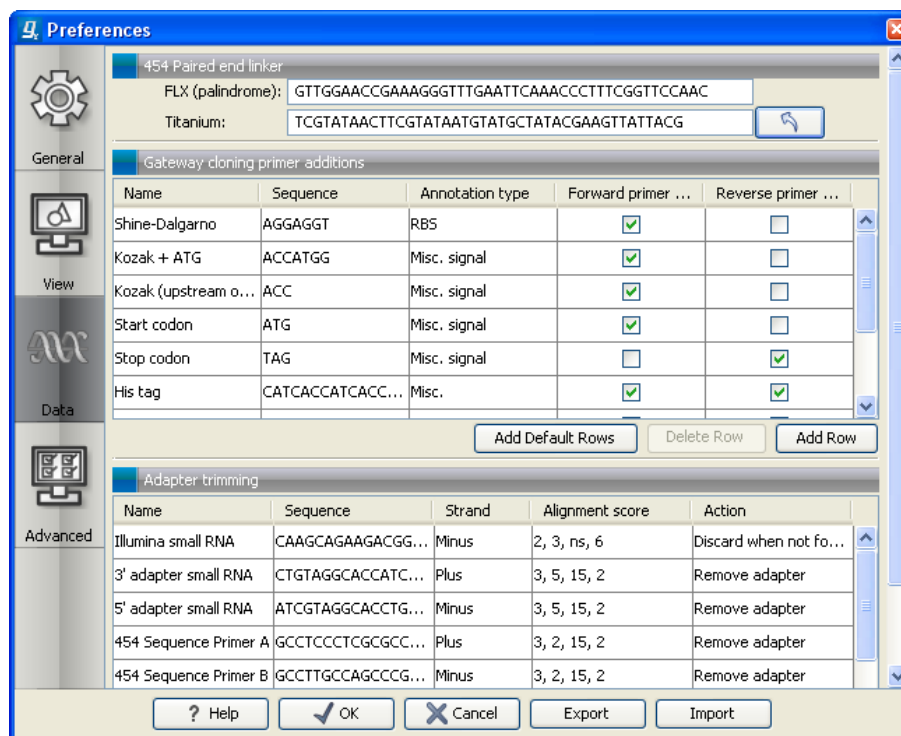 Preferences
454 Paired end linker
FLX (palindrome): GTTGGAACCGAAAGGGTTTGAATTCAAACCCTTTCGGTTCCAAC
Titanium: TCGTATAACTTCGTATAATGTATGCTATACGAAGTTATTACG
General
Gateway cloning primer additions
Name Sequence Annotation type Forward primer ... Reverse primer ...
Shine-Dalgarno AGGAGGT RBS
Kozak + ATG ACCATGG Misc. signal
View
Kozak (upstream o... ACC Misc. signal
Start codon ATG Misc. signal
Stop codon TAG Misc. signal
His tag CATCACCATCACC... Misc.
Data
Add Default Rows Delete Row Add Row
Adapter trimming
Name Sequence Strand Alignment score Action
Advanced
Illumina small RNA CAAGCAGAAGACGG... Minus 2, 3, ns, 6 Discard when not fo...
3' adapter small RNA CTGTAGGCACCATC... Plus 3, 5, 15, 2 Remove adapter
5' adapter small RNA ATCGTAGGCACCTG... Minus 3, 5, 15, 2 Remove adapter
454 Sequence Primer A GCCTCCCTCGCGCC... Plus 3, 2, 15, 2 Remove adapter
454 Sequence Primer B GCCTTGCCAGCCCG... Minus 3, 2, 15, 2 Remove adapter
? Help OK Cancel Export Import